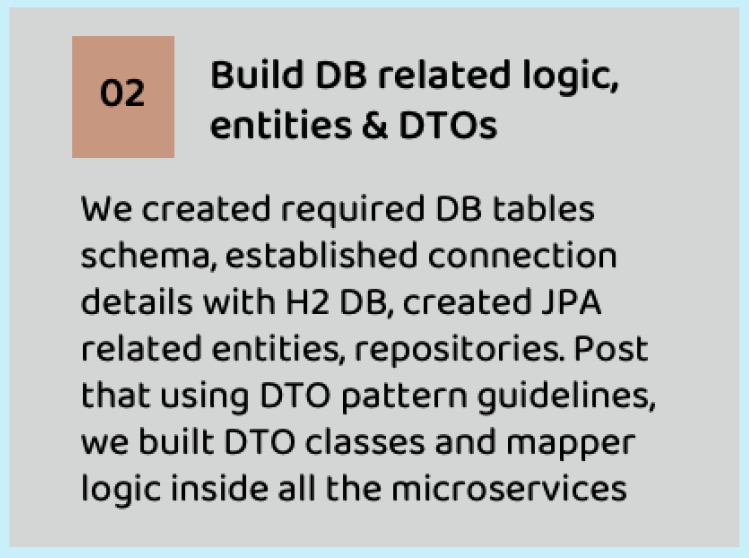 02
Build DB related logic,
entities & DTOs
We created required DB tables
schema, established connection
details with H2 DB, created JPA
related entities, repositories. Post
that using DTO pattern guidelines,
we built DTO classes and mapper
logic inside all the microservices